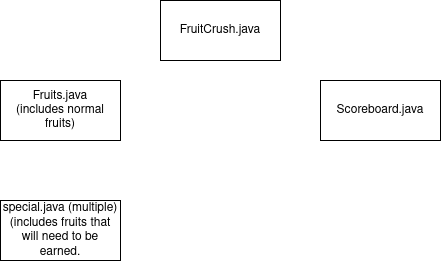 FruitCrush.java
Fruits.java
(includes normal
fruits)
Scoreboard.java
special.java (multiple)
(includes fruits that
will need to be
earned.